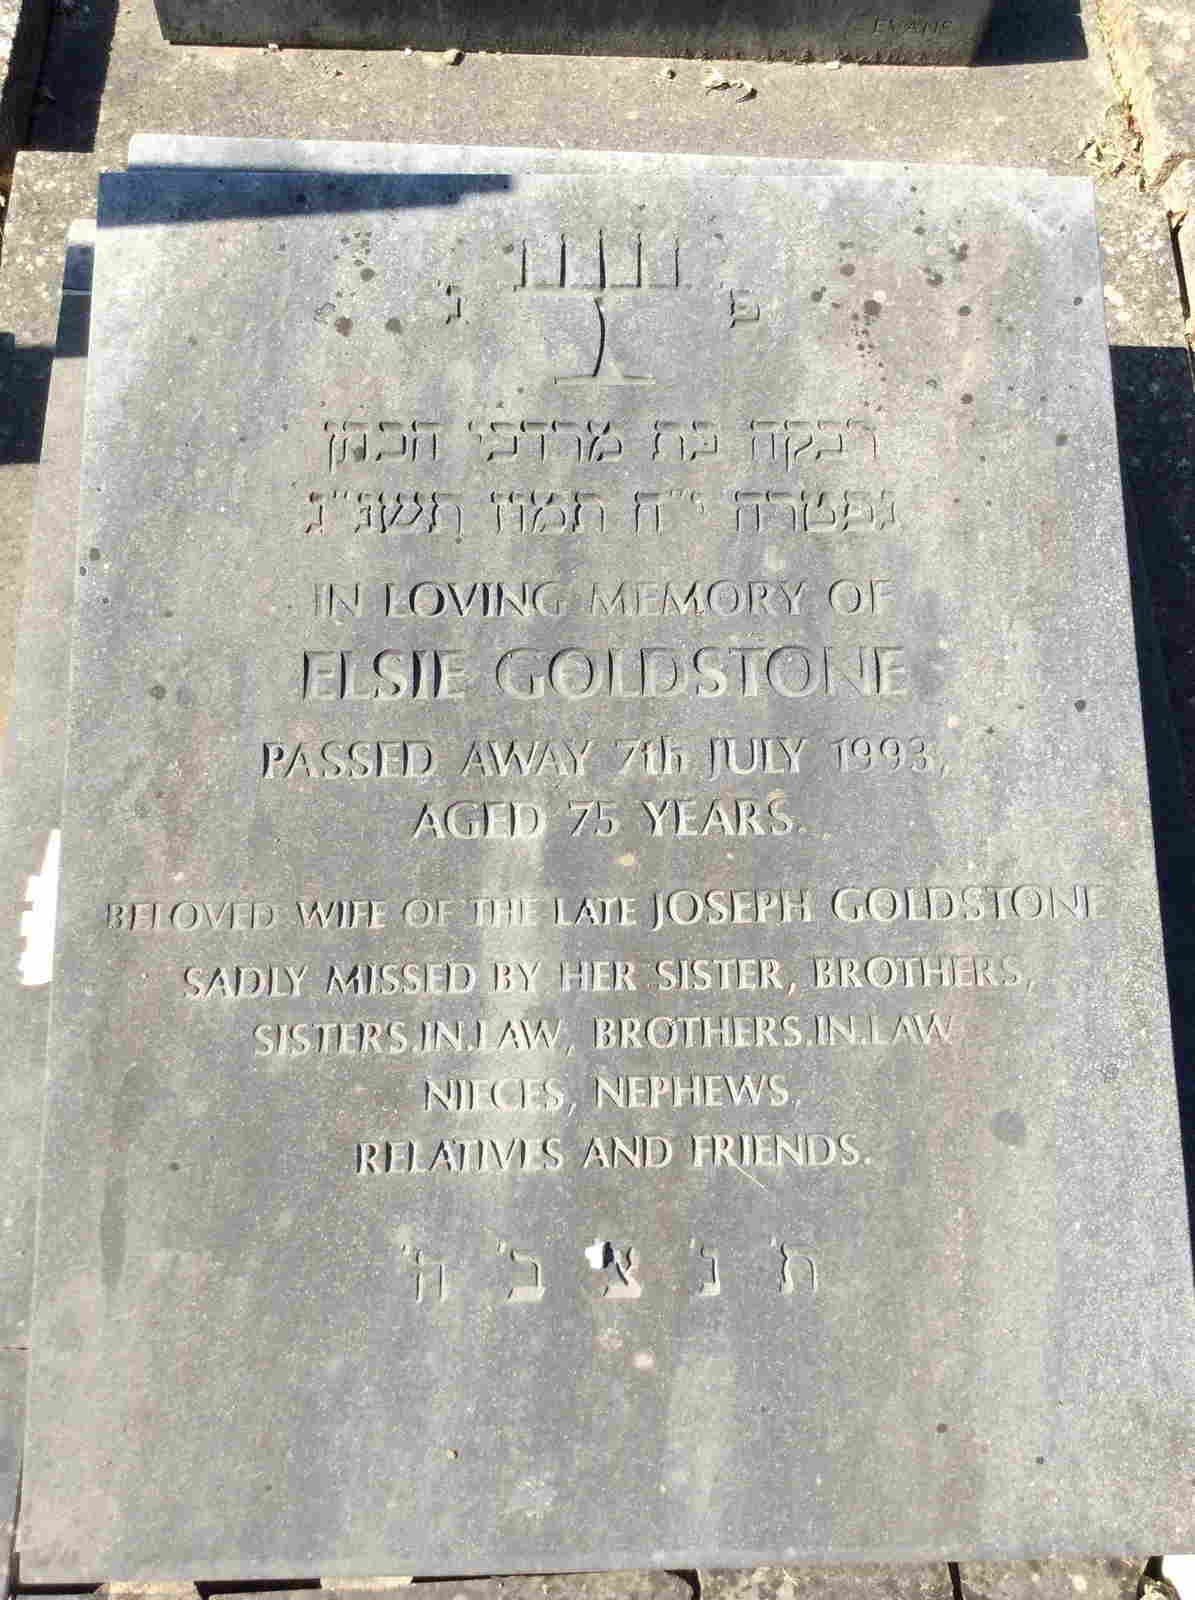 EVANS
פ' נ'
רבקה בת מרדכי הכהן
נפטרה י״ח תמוז תשנ״ג
IN LOVING MEMORY OF
ELSIE GOLDSTONE
PASSED AWAY 7th JULY 1993,
AGED 75 YEARS.
BELOVED WIFE OF THE LATE JOSEPH GOLDSTONE
SADLY MISSED BY HER SISTER, BROTHERS,
SISTERS.IN.LAW, BROTHERS.IN.LAW
NIECES, NEPHEWS,
RELATIVES AND FRIENDS.
ת' נ' צ' ב' ה'